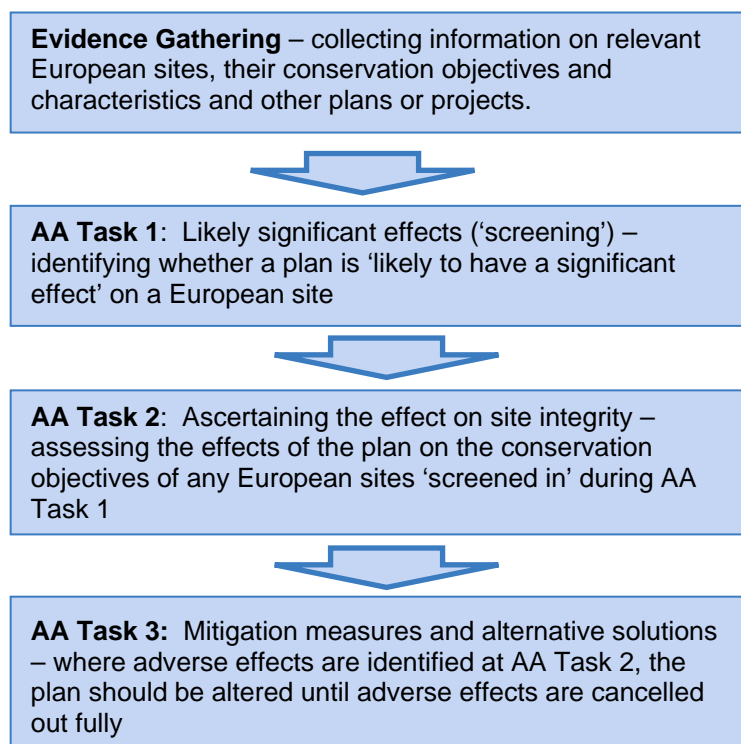 Evidence Gathering – collecting information on relevant
European sites, their conservation objectives and
characteristics and other plans or projects.
AA Task 1:  Likely significant effects (‘screening’) –
identifying whether a plan is ‘likely to have a significant
effect’ on a European site
AA Task 2:  Ascertaining the effect on site integrity –
assessing the effects of the plan on the conservation
objectives of any European sites ‘screened in’ during AA
Task 1
AA Task 3:  Mitigation measures and alternative solutions
– where adverse effects are identified at AA Task 2, the
plan should be altered until adverse effects are cancelled
out fully